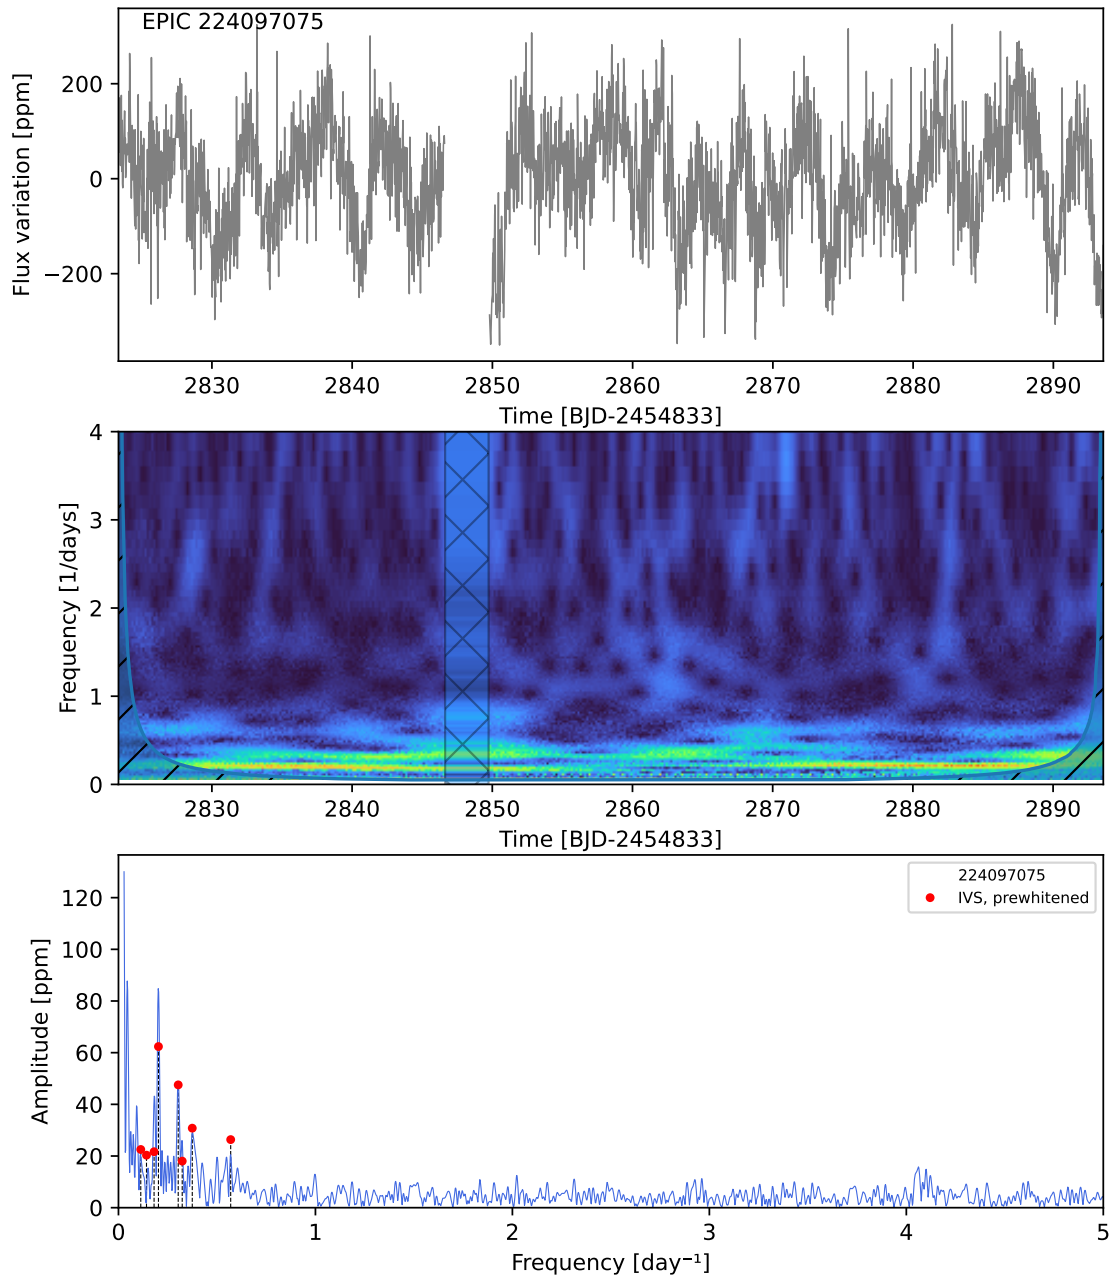 EPIC 224097075
Flux variation [ppm]
200
0
−200
2830 2840 2850 2860 2870 2880 2890
Time [BJD-2454833]
Frequency [1/days]
4
3
2
1
0
2830 2840 2850 2860 2870 2880 2890
Time [BJD-2454833]
224097075
IVS, prewhitened
Amplitude [ppm]
120
100
80
60
40
20
0
0 1 2 3 4 5
Frequency [day⁻¹]